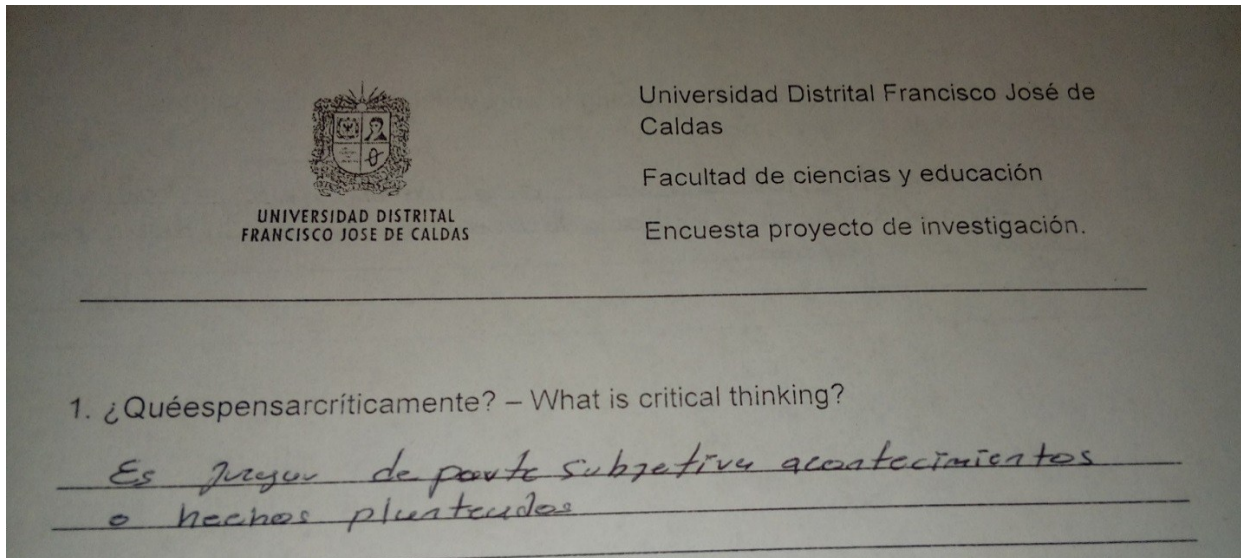 UNIVERSIDAD DISTRITAL
FRANCISCO JOSE DE CALDAS
Universidad Distrital Francisco José de
Caldas
Facultad de ciencias y educación
Encuesta proyecto de investigación.
1. ¿Quéespensarcríticamente? – What is critical thinking?
Es de parte subjetiva acontecimientos
o hechos planteados